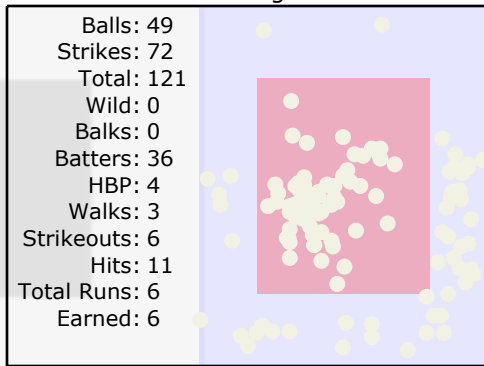 Balls: 49
Strikes: 72
Total: 121
Wild: 0
Balks: 0
Batters: 36
HBP: 4
Walks: 3
Strikeouts: 6
Hits: 11
Total Runs: 6
Earned: 6